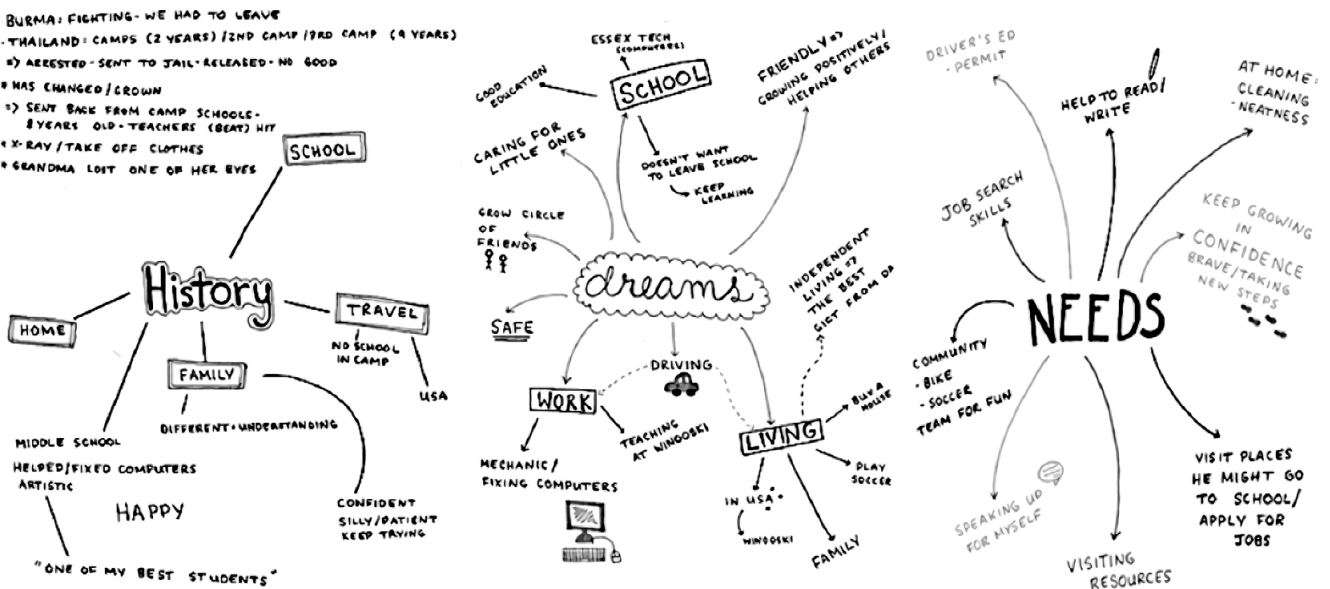 BURMA: FIGHTING - WE HAD TO LEAVE
- THAILAND: CAMPS (2 YEARS) / 2ND CAMP / 3RD CAMP (9 YEARS)
=> ARRESTED - SENT TO JAIL - RELEASED - NO GOOD
* HAS CHANGED / GROWN
=> SENT BACK FROM CAMP SCHOOLS -
8 YEARS OLD - TEACHERS (BEAT) HIT
* X-RAY / TAKE OFF CLOTHES
* GRANDMA LOST ONE OF HER EYES
SCHOOL
History
HOME
TRAVEL
NO SCHOOL
IN CAMP
USA
FAMILY
DIFFERENT - UNDERSTANDING
MIDDLE SCHOOL
HELPED/FIXED COMPUTERS
ARTISTIC
HAPPY
CONFIDENT
SILLY/PATIENT
KEEP TRYING
"ONE OF MY BEST STUDENTS"
ESSEX TECH
(COMPUTERS)
SCHOOL
GOOD
EDUCATION
FRIENDLY =>
GROWING POSITIVELY/
HELPING OTHERS
CARING FOR
LITTLE ONES
DOESN'T WANT
TO LEAVE SCHOOL
KEEP
LEARNING
GROW CIRCLE
OF
FRIENDS
dreams
INDEPENDENT
LIVING =>
THE BEST
GIFT FROM DA
SAFE
DRIVING
WORK
TEACHING
AT WINOOSKI
MECHANIC/
FIXING COMPUTERS
LIVING
BUY A
HOUSE
PLAY
SOCCER
IN USA
WINOOSKI
FAMILY
DRIVER'S ED
- PERMIT
HELP TO READ/
WRITE
AT HOME:
CLEANING
- NEATNESS
JOB SEARCH
SKILLS
KEEP GROWING
IN
CONFIDENCE
BRAVE/TAKING
NEW STEPS
NEEDS
COMMUNITY
- BIKE
- SOCCER
TEAM FOR FUN
SPEAKING UP
FOR MYSELF
VISITING
RESOURCES
VISIT PLACES
HE MIGHT GO
TO SCHOOL/
APPLY FOR
JOBS